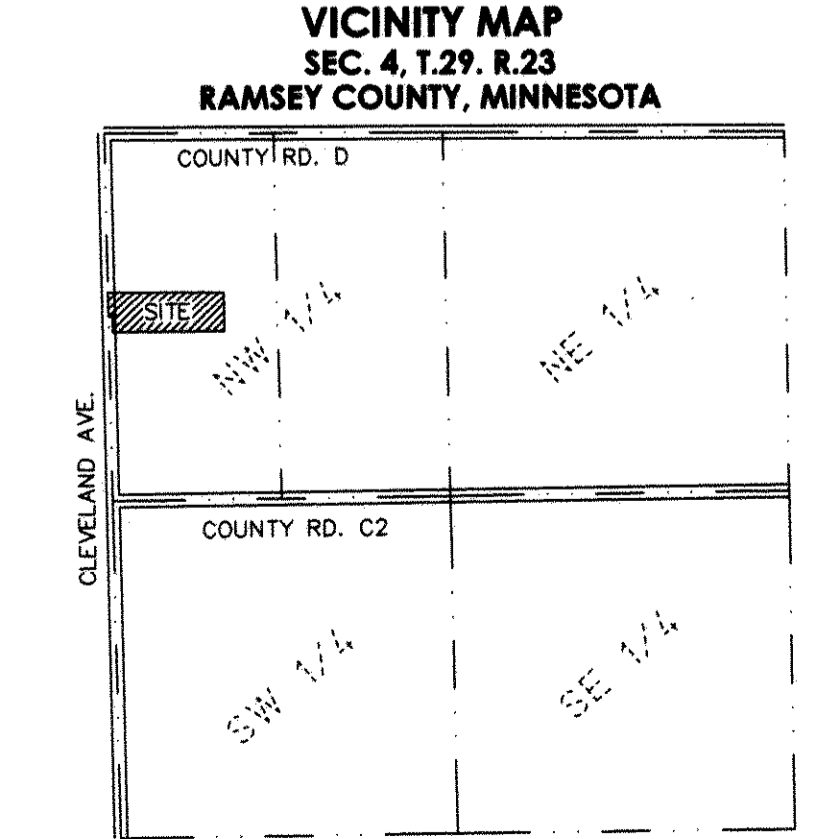 VICINITY MAP
SEC. 4, T.29. R.23
RAMSEY COUNTY, MINNESOTA
COUNTY RD. D
SITE
NW 1/4
NE 1/4
CLEVELAND AVE.
COUNTY RD. C2
SW 1/4
SE 1/4